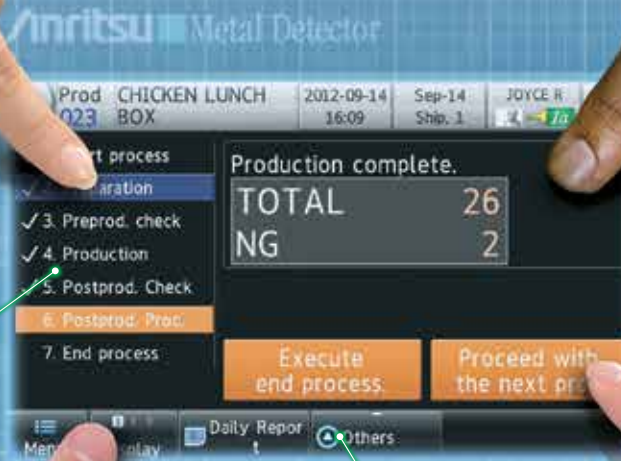 Anritsu Metal Detector
Prod CHICKEN LUNCH 2012-09-14 Sep-14 JOYCE R
023 BOX 16:09 Ship. 1
rt process
aration
✓ 3. Preprod. check
✓ 4. Production
✓ 5. Postprod. Check
6. Postprod. Proc.
7. End process
Production complete.
TOTAL 26
NG 2
Execute
end process
Proceed with
the next pr
Men
play
Daily Repor
t
Others